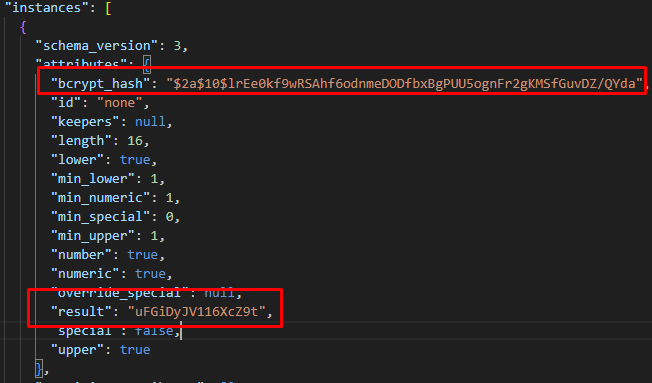 "instances": [
{
"schema_version": 3,
"attributes": {
"bcrypt_hash": "$2a$10$lrEe0kf9wRSAhf6odnmeDODfbxBgPUU5ognFr2gKMSfGuvDZ/QYda",
"id": "none",
"keepers": null,
"length": 16,
"lower": true,
"min_lower": 1,
"min_numeric": 1,
"min_special": 0,
"min_upper": 1,
"number": true,
"numeric": true,
"override_special": null,
"result": "uFGiDyJV116XcZ9t",
"special": false,
"upper": true
},